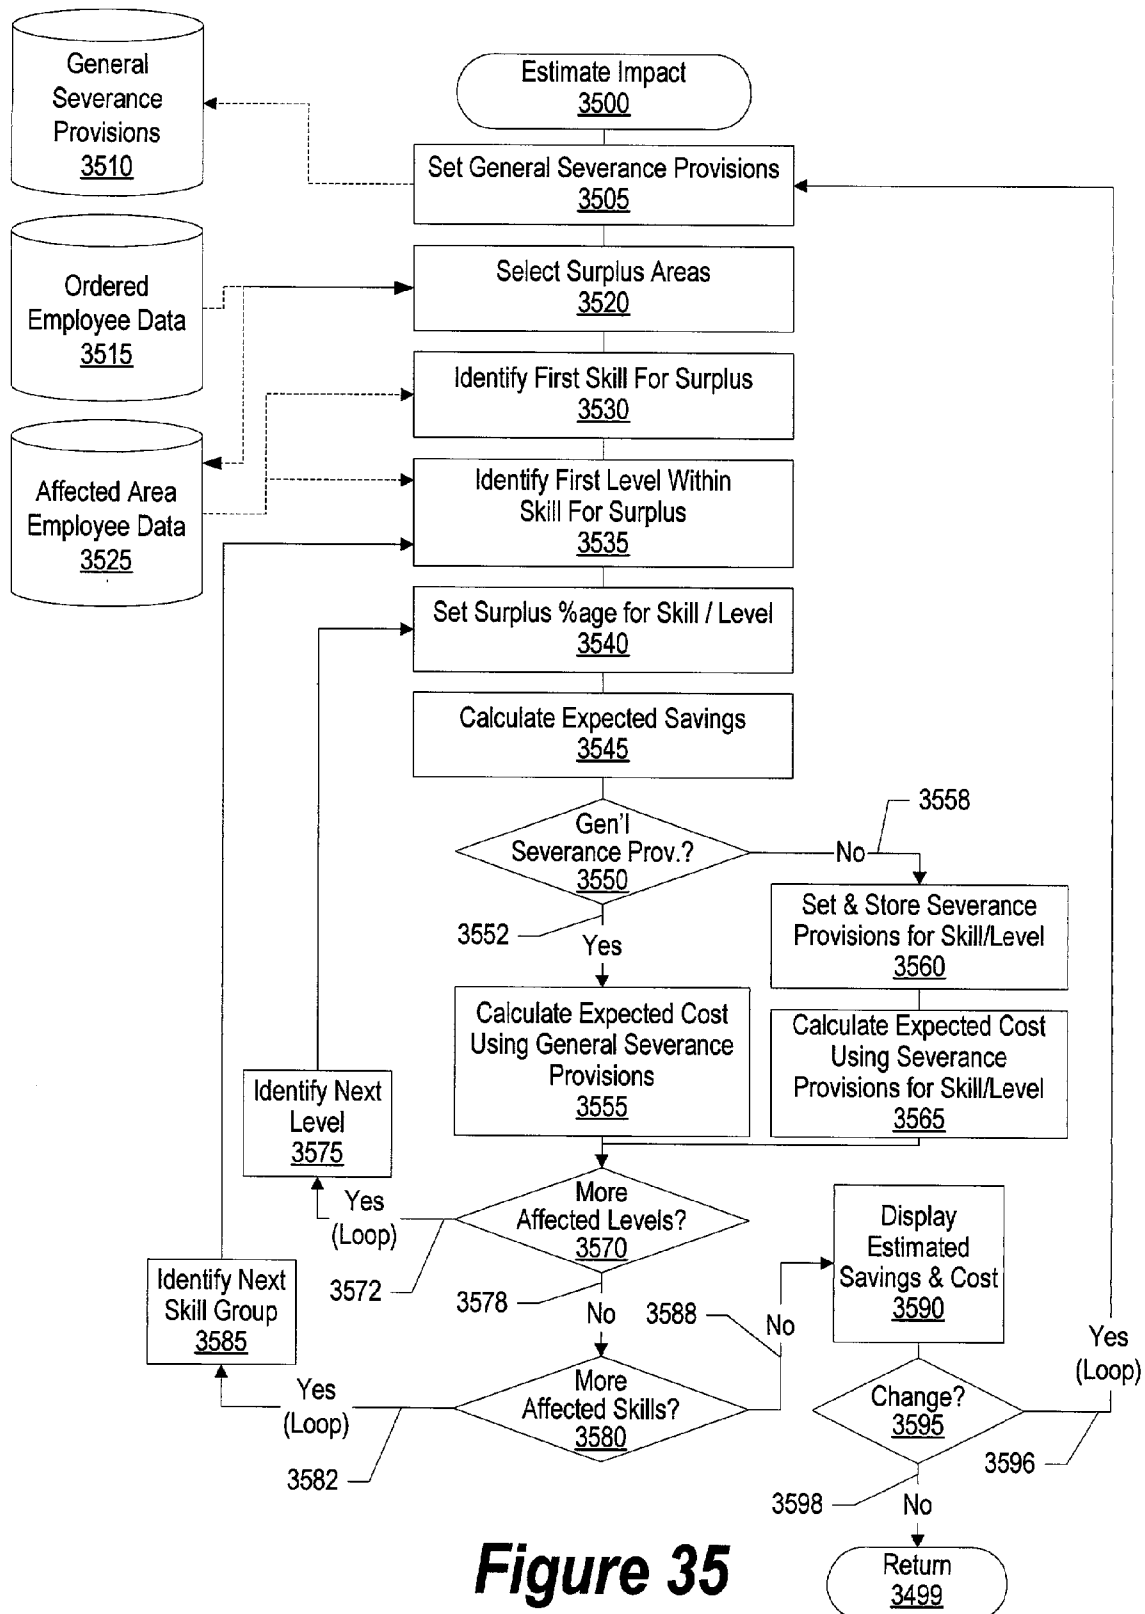 General
Severance
Provisions
3510
Estimate Impact
3500
Set General Severance Provisions
3505
Ordered
Employee Data
3515
Select Surplus Areas
3520
Identify First Skill For Surplus
3530
Affected Area
Employee Data
3525
Identify First Level Within
Skill For Surplus
3535
Set Surplus %age for Skill / Level
3540
Calculate Expected Savings
3545
Gen'l
Severance Prov.?
3550
3558
No
3552
Yes
Set & Store Severance
Provisions for Skill/Level
3560
Calculate Expected Cost
Using General Severance
Provisions
3555
Calculate Expected Cost
Using Severance
Provisions for Skill/Level
3565
Identify Next
Level
3575
More
Affected Levels?
3570
Yes
(Loop)
3572
3578
No
Identify Next
Skill Group
3585
More
Affected Skills?
3580
Yes
(Loop)
3582
3588
No
Display
Estimated
Savings & Cost
3590
Change?
3595
Yes
(Loop)
3596
3598
No
Return
3499
Figure 35